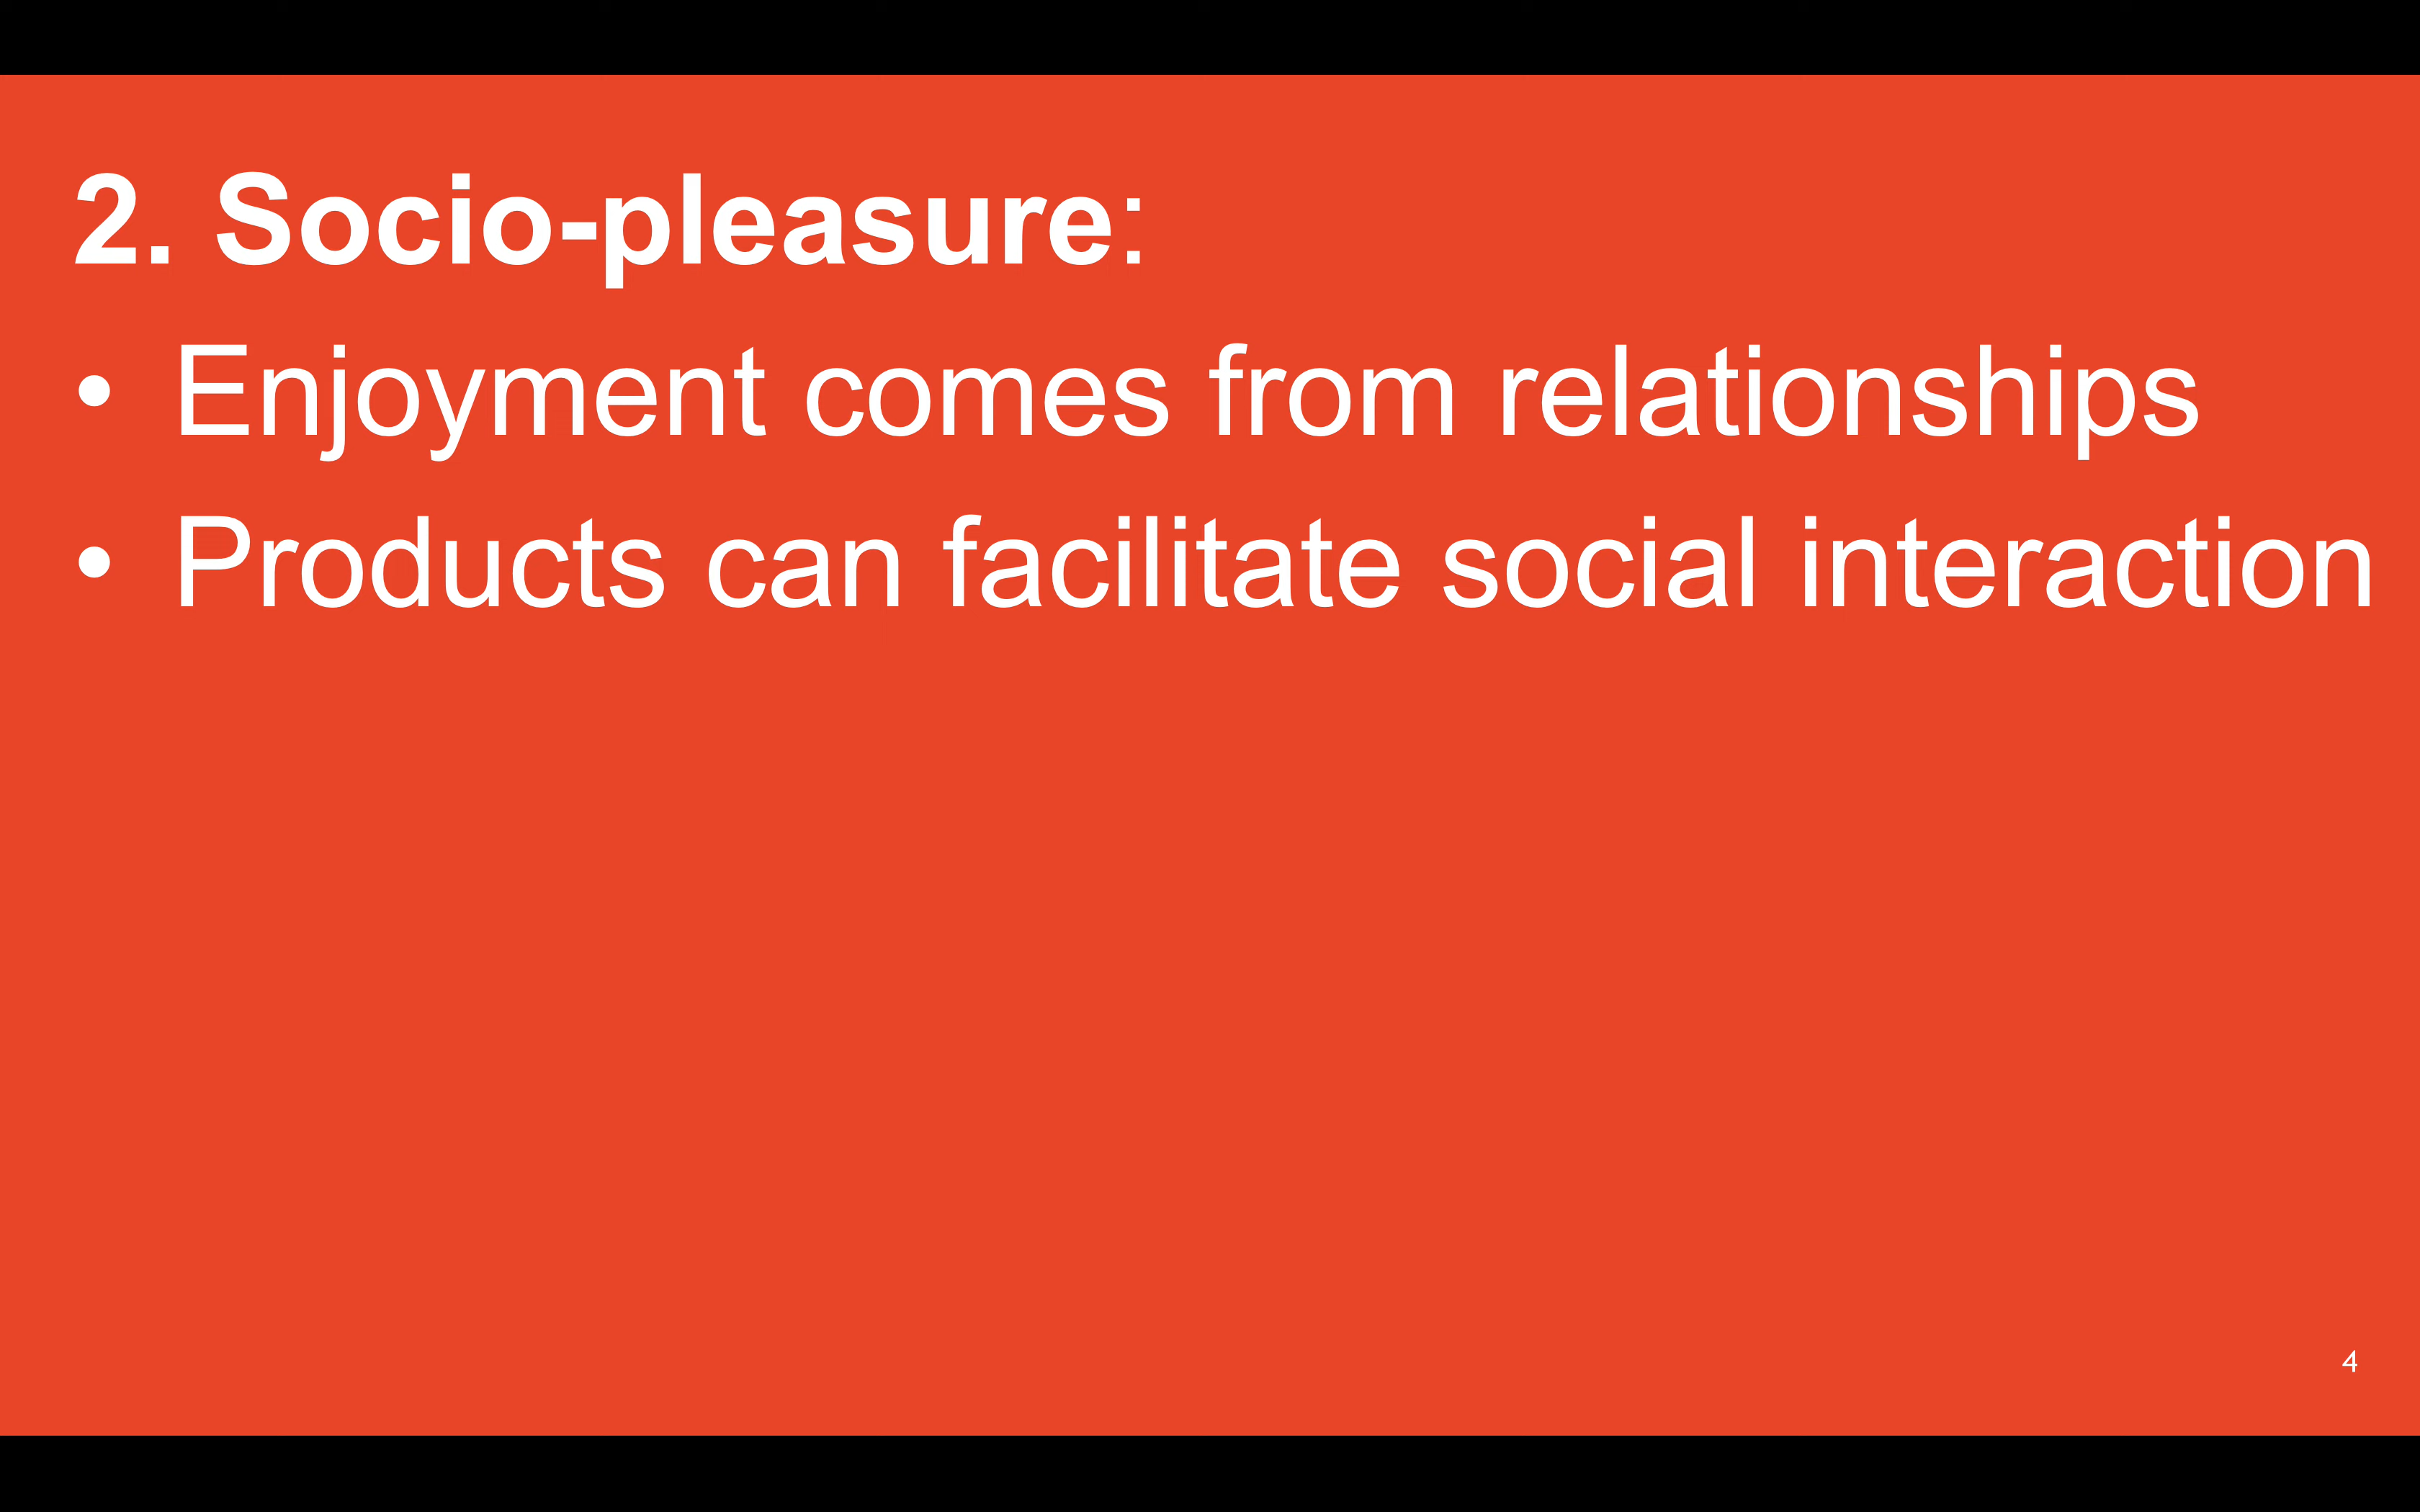 2. Socio-pleasure:
• Enjoyment comes from relationships
• Products can facilitate social interaction
4